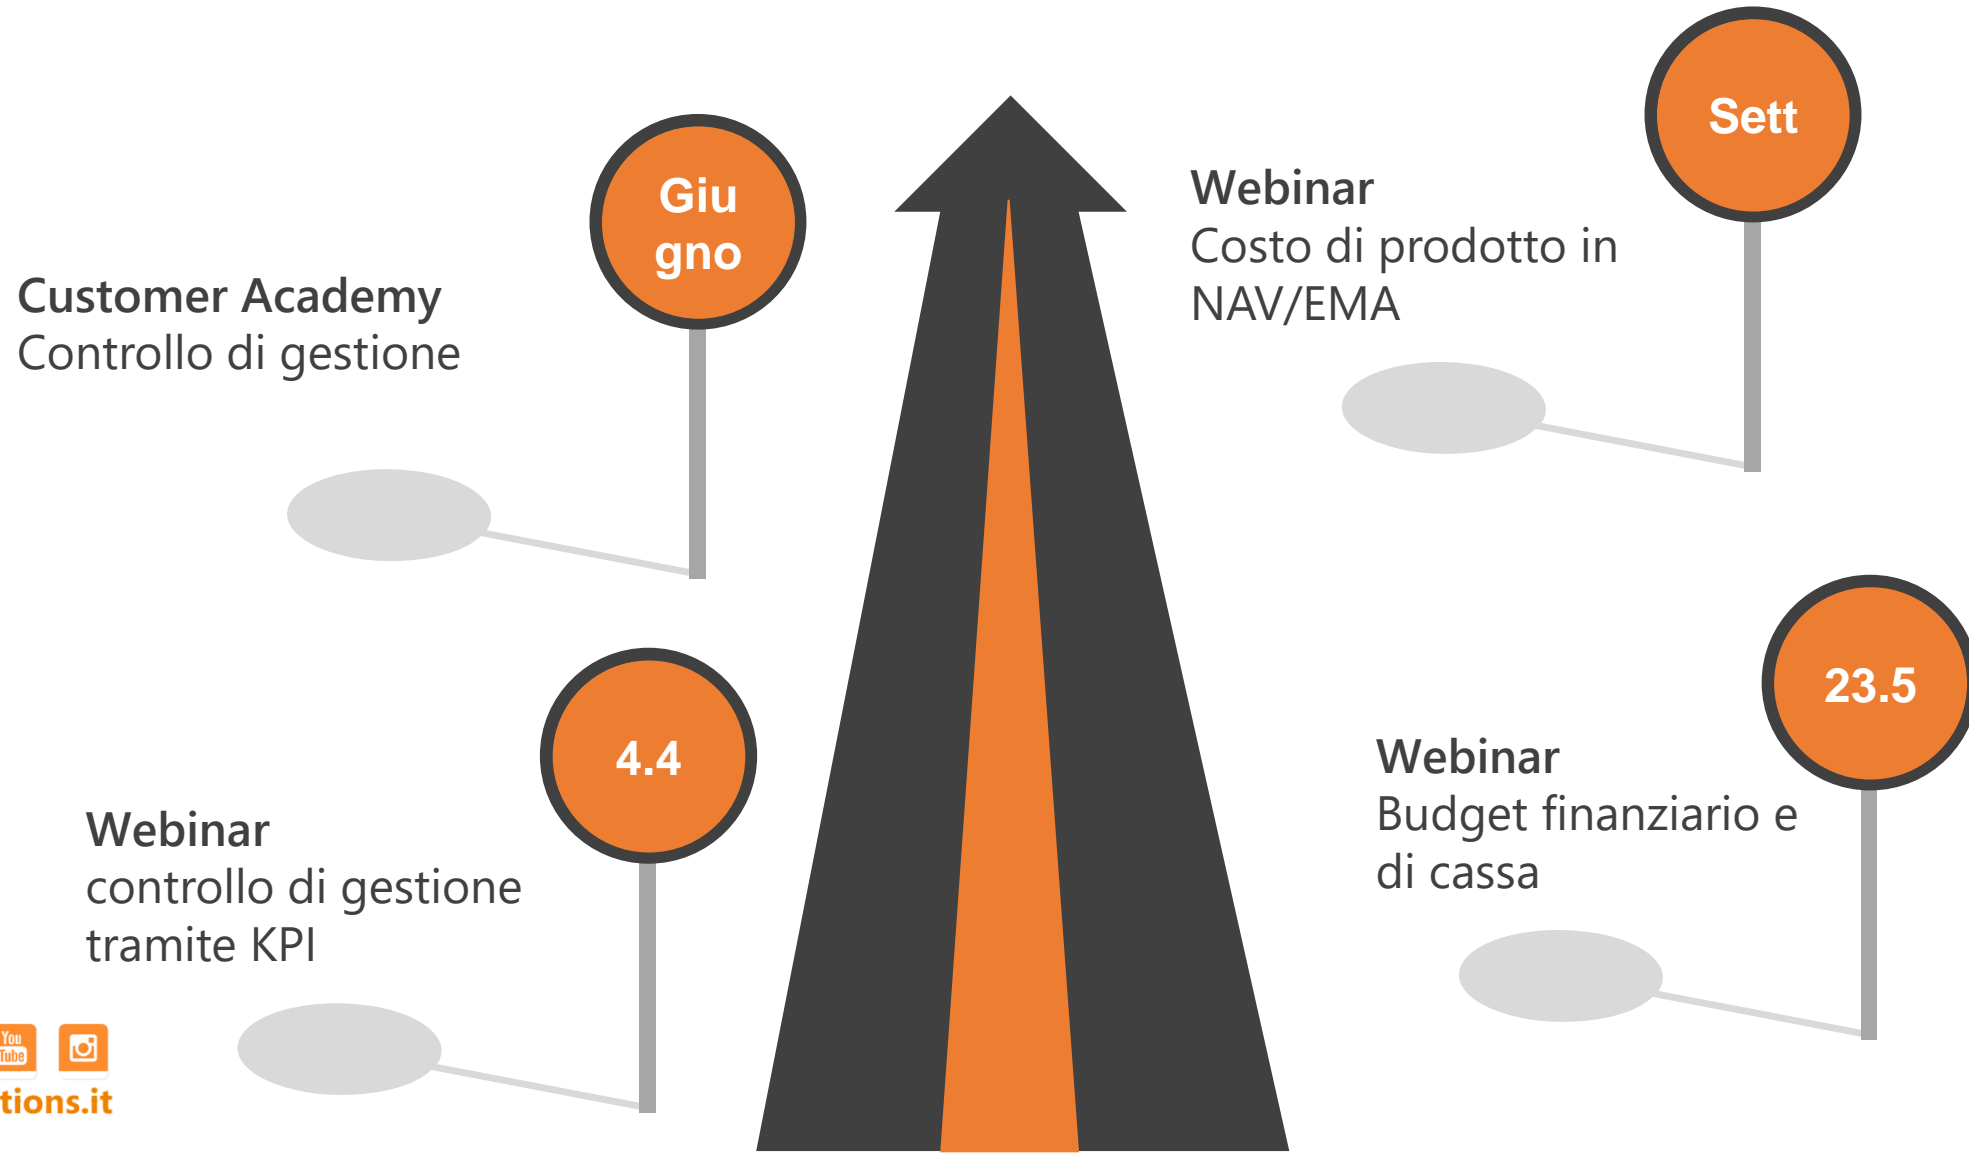 Giu
gno
Customer Academy
Controllo di gestione
Sett
Webinar
Costo di prodotto in
NAV/EMA
4.4
Webinar
controllo di gestione
tramite KPI
23.5
Webinar
Budget finanziario e
di cassa
You
Tube
tions.it